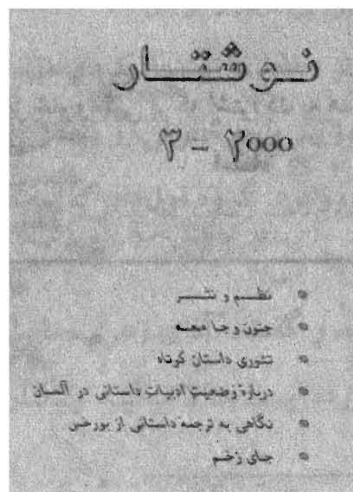 نوشتار
۳ - ۲۰۰۰
نظم و نثر
جنون و جامعه
تئوری داستان کوتاه
دربارهٔ وضعیت ادبیات داستانی در آلمان
نگاهی به ترجمه داستانی از بورخس
جای زخم